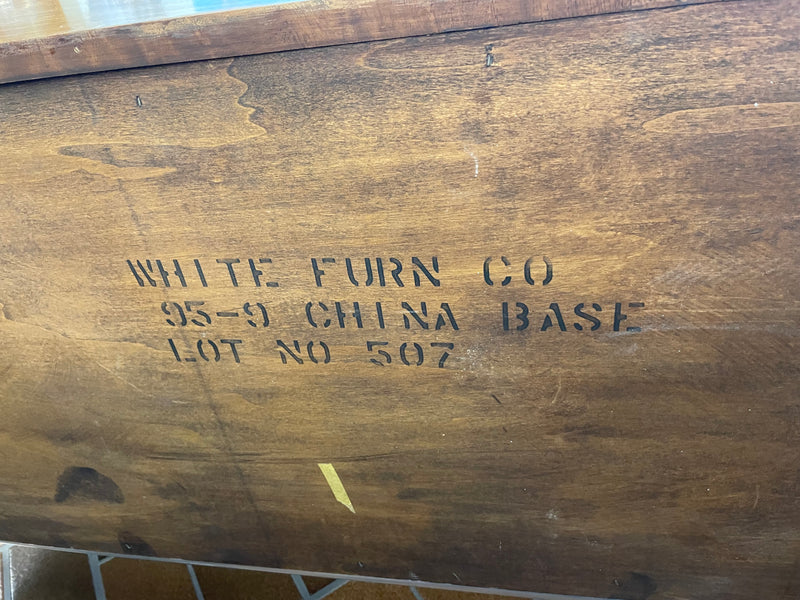 WHITE FURN CO
95-9 CHINA BASE
LOT NO 507